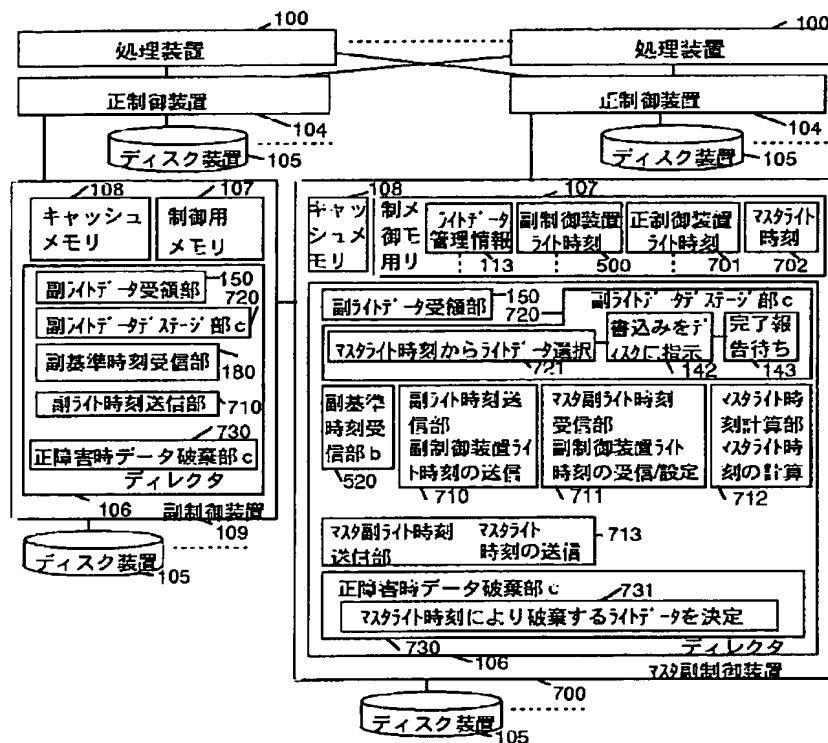 100
100
処理装置
処理装置
正制御装置
正制御装置
104
104
ディスク装置
105
ディスク装置
105
108
107
キャッシュ
メモリ
制御用
メモリ
150
副ライトデータ受領部
720
副ライトデータデステージ部c
副基準時刻受信部
180
副ライト時刻送信部
710
730
正障害時データ破棄部c
ディレクタ
106
副制御装置
109
ディスク装置
105
108
107
キャッ
シュメ
モリ
制メ
御モ
用リ
ライトデータ
管理情報
113
副制御装置
ライト時刻
500
正制御装置
ライト時刻
701
マスタライト
時刻
702
副ライトデータ受領部
150
720
副ライトデータデステージ部c
マスタライト時刻からライトデータ選択
721
書込みをデ
ィスクに指示
142
完了報
告待ち
143
副基準
時刻受
信部b
520
副ライト時刻送
信部
副制御装置ライ
ト時刻の送信
710
マスタ副ライト時刻
受信部
副制御装置ライト
時刻の受信/設定
711
マスタライト時
刻計算部
マスタライト時
刻の計算
712
マスタ副ライト時刻
送付部
マスタライト
時刻の送信
713
正障害時データ破棄部c
731
マスタライト時刻により破棄するライトデータを決定
730
ディレクタ
106
マスタ副制御装置
700
ディスク装置
105